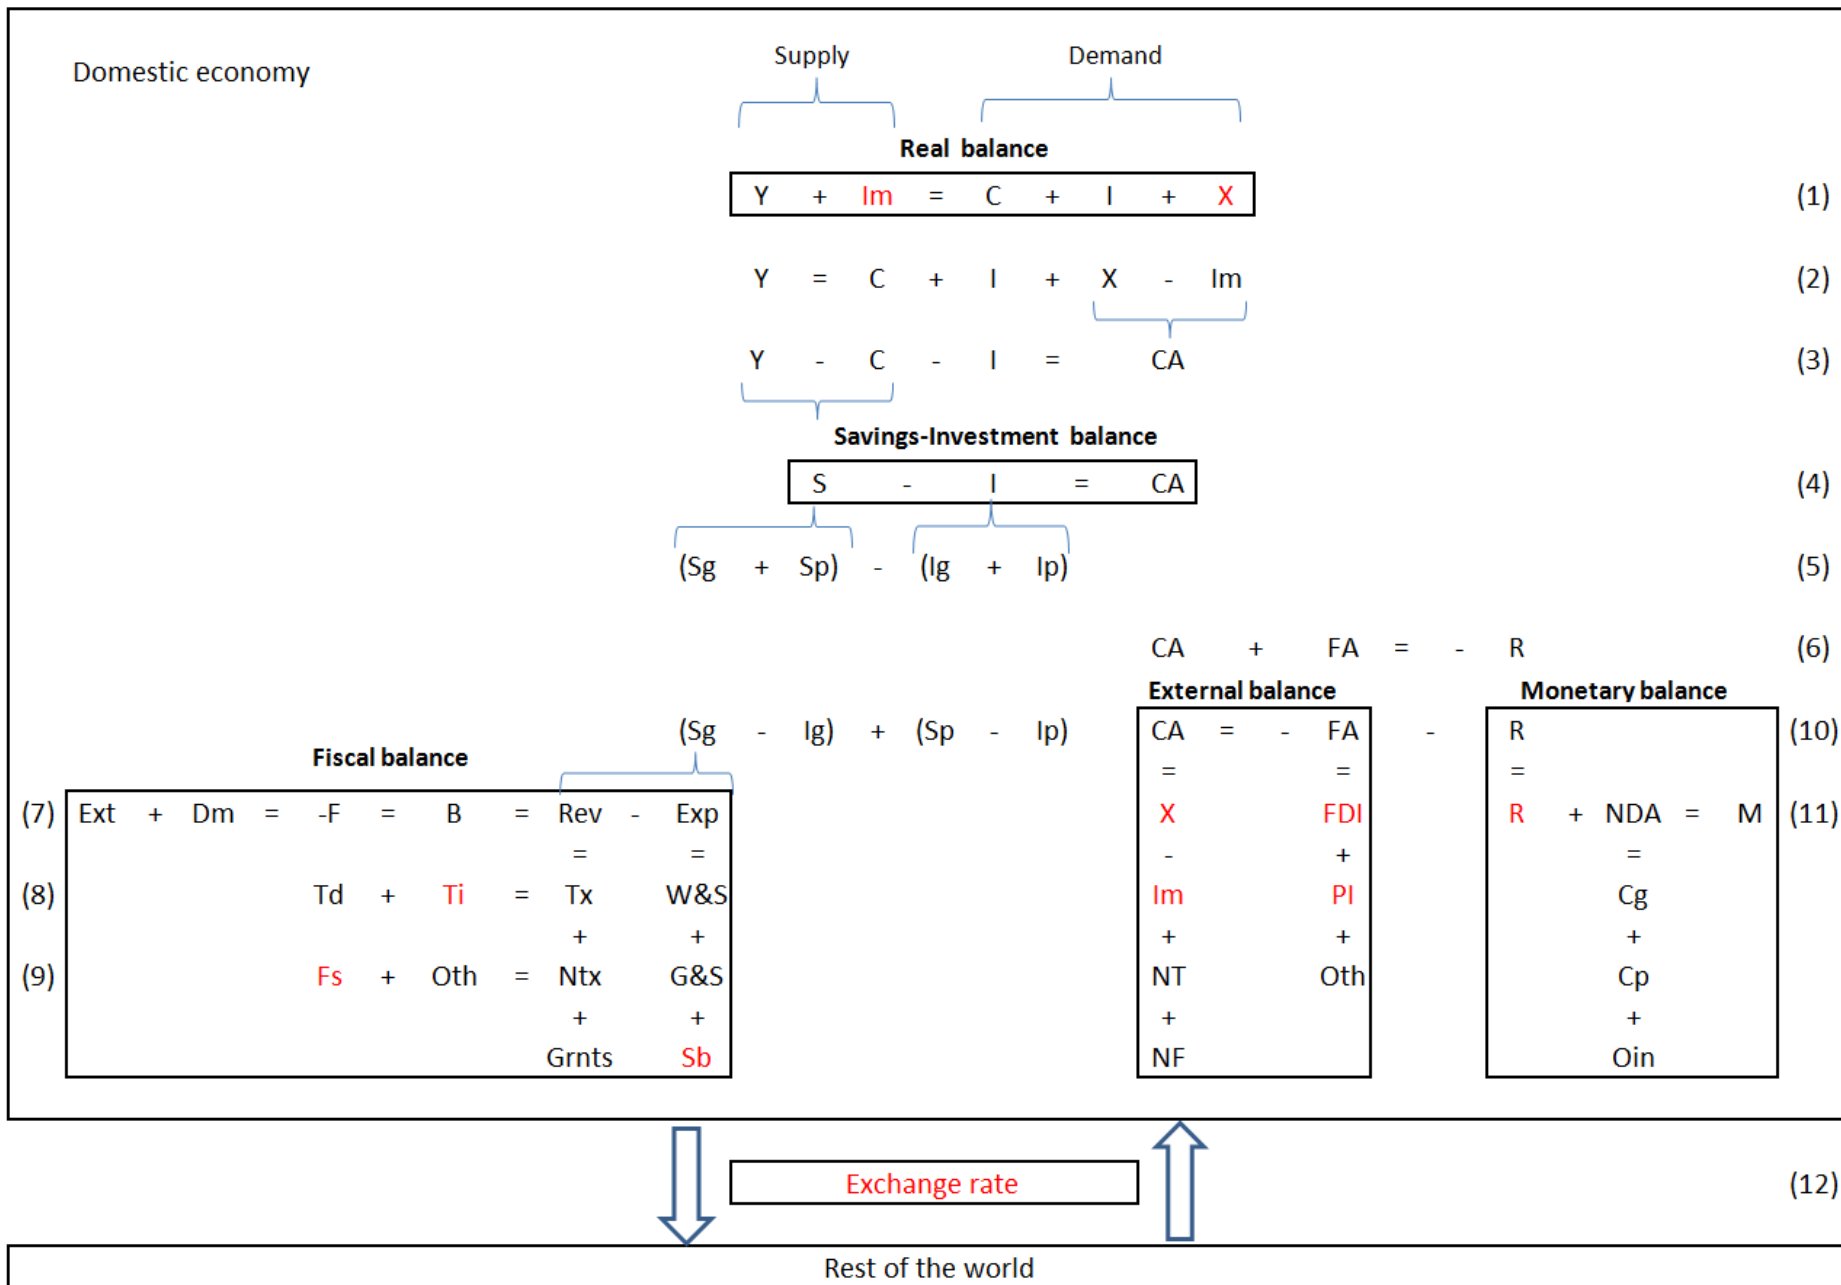 Supply Demand
Domestic economy
Real balance
Y + Im = C + I + X (1)
Y = C + I + X - Im (2)
Y - C - I = CA (3)
Savings-Investment balance
S - I = CA (4)
(Sg + Sp) - (Ig + Ip) (5)
CA + FA = - R (6)
External balance Monetary balance
(Sg - Ig) + (Sp - Ip) CA = - FA - R (10)
Fiscal balance
= = =
(7) Ext + Dm = -F = B = Rev - Exp X FDI R + NDA = M (11)
= = - + =
(8) Td + Ti = Tx W&S Im PI Cg
+ + + + +
(9) Fs + Oth = Ntx G&S NT Oth Cp
+ + + +
Grnts Sb NF Oin
Exchange rate (12)
Rest of the world